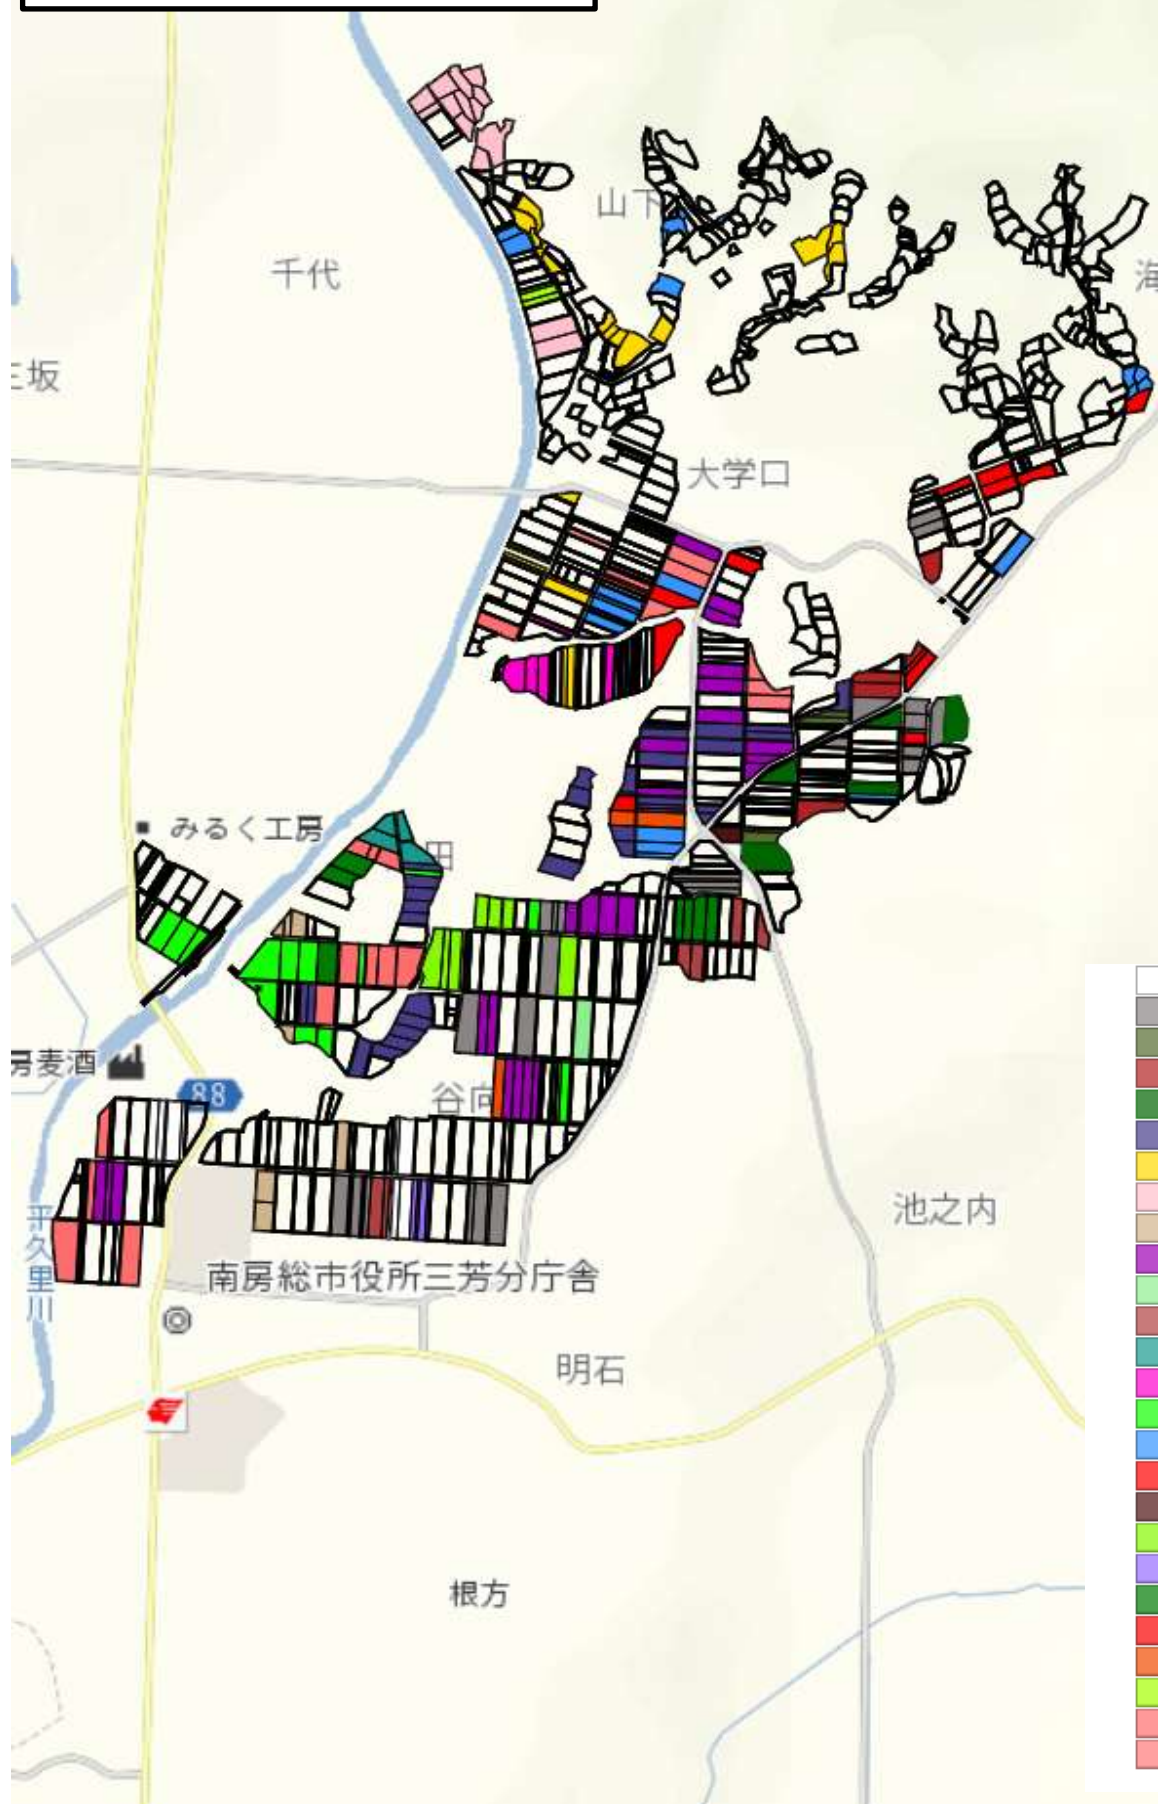 山下
千代
海
三坂
大学口
みるく工房
田
房麦酒
88
谷向
平久里川
池之内
南房総市役所三芳分庁舎
明石
根方